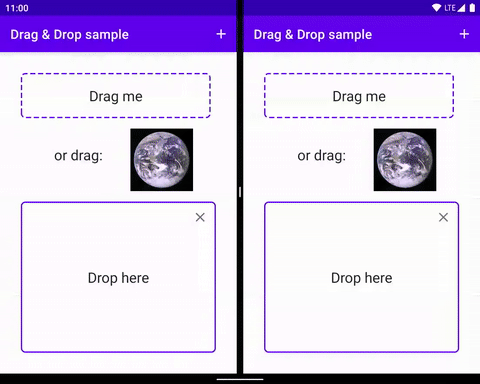 11:00 LTE
Drag & Drop sample +
Drag me
or drag:
Drop here
Drag & Drop sample +
Drag me
or drag:
Drop here